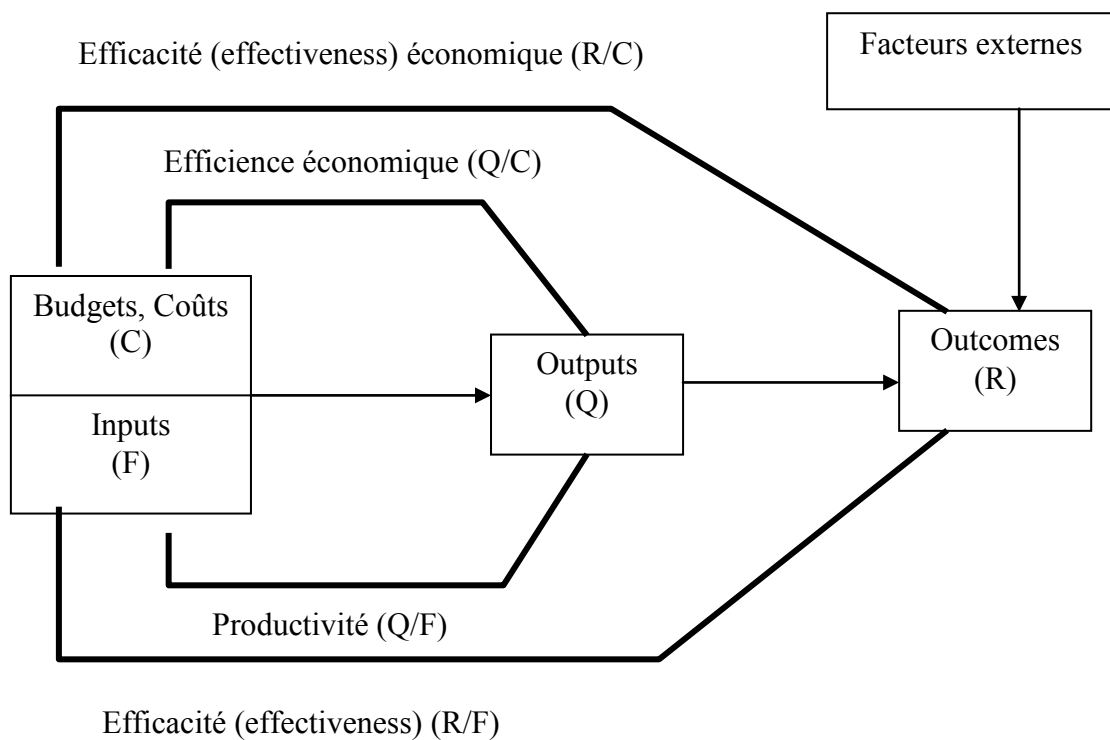 Efficacité (effectiveness) économique (R/C)
Facteurs externes
Efficience économique (Q/C)
Budgets, Coûts
(C)
Inputs
(F)
Outputs
(Q)
Outcomes
(R)
Productivité (Q/F)
Efficacité (effectiveness) (R/F)